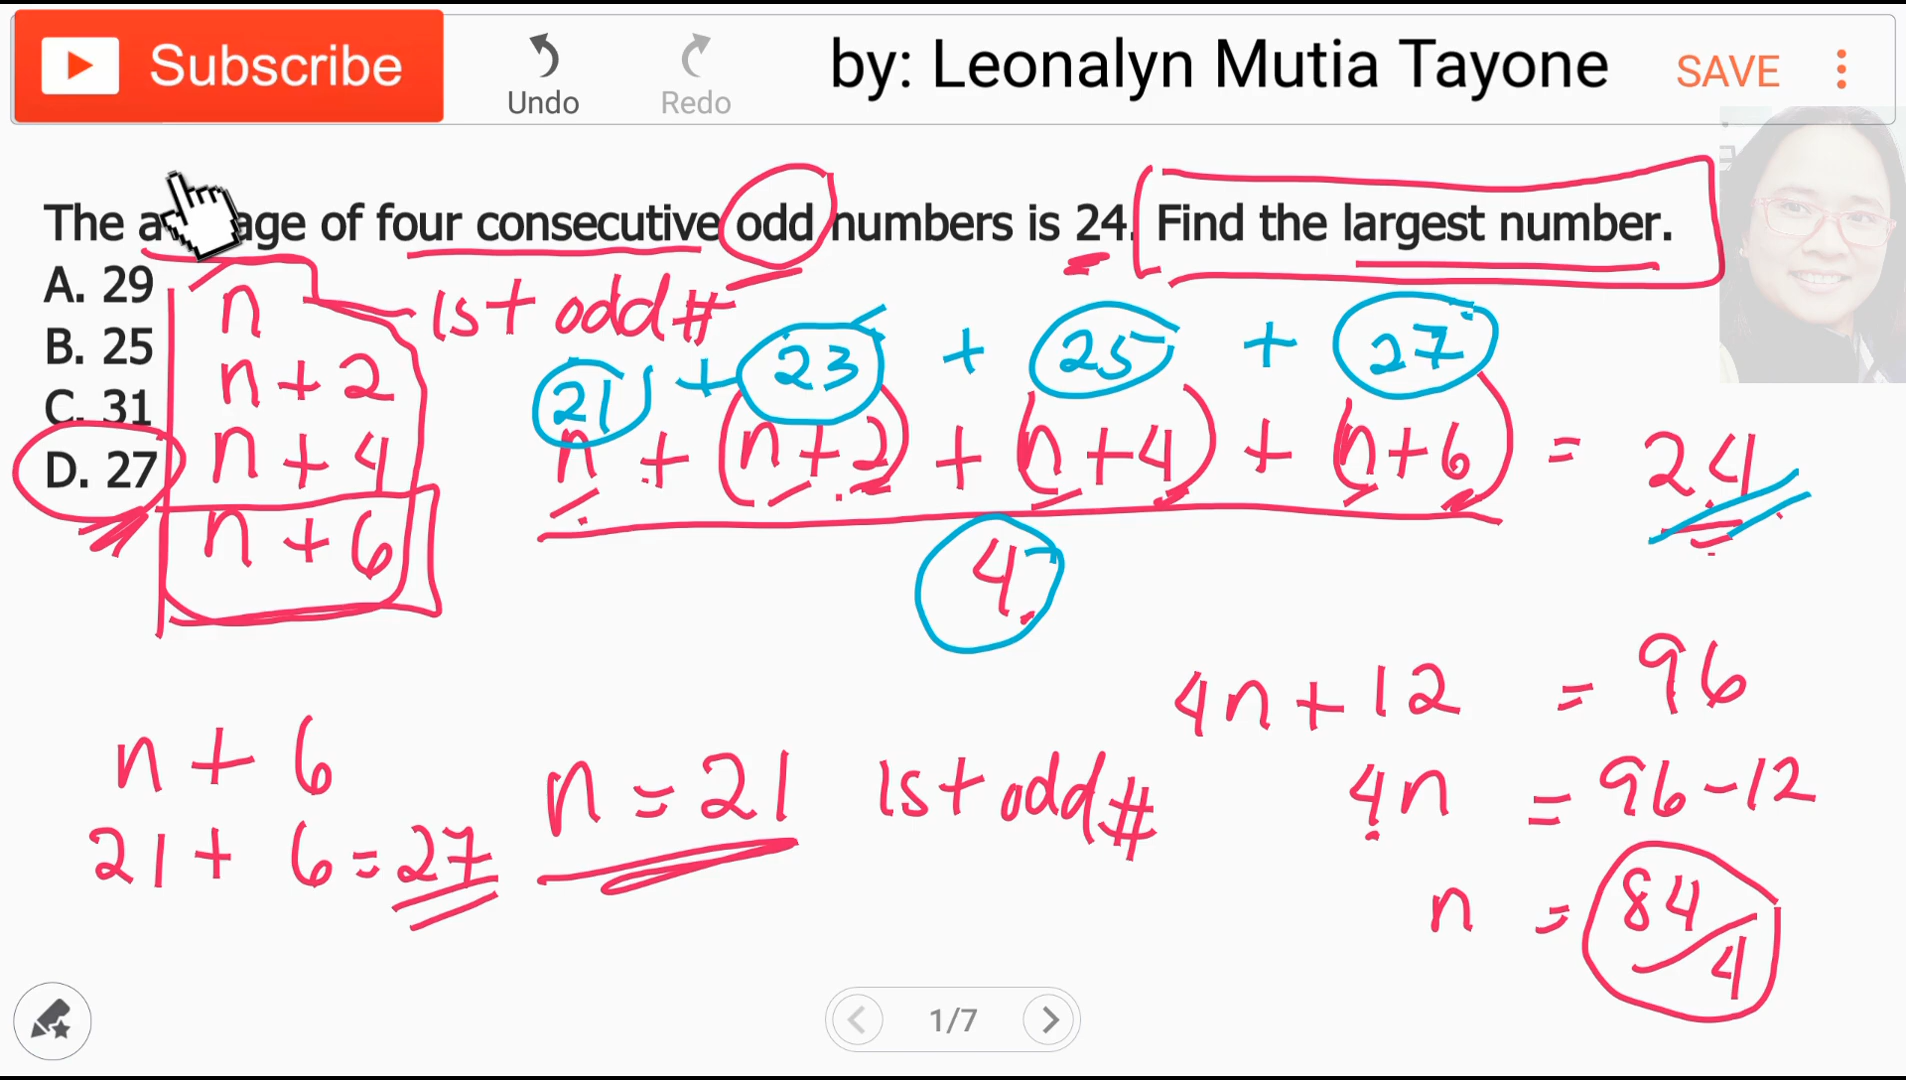 Subscribe
Undo
Redo
by: Leonalyn Mutia Tayone
SAVE
The a age of four consecutive odd numbers is 24. Find the largest number.
A. 29
B. 25
C. 31
D. 27
n
n + 2
n + 4
n + 6
1st odd #
21 + 23 + 25 + 27
n + (n+2) + (n+4) + (n+6) = 24
4
4n + 12 = 96
4n = 96 - 12
n = 84/4
n + 6
21 + 6 = 27
n = 21 1st odd #
1/7